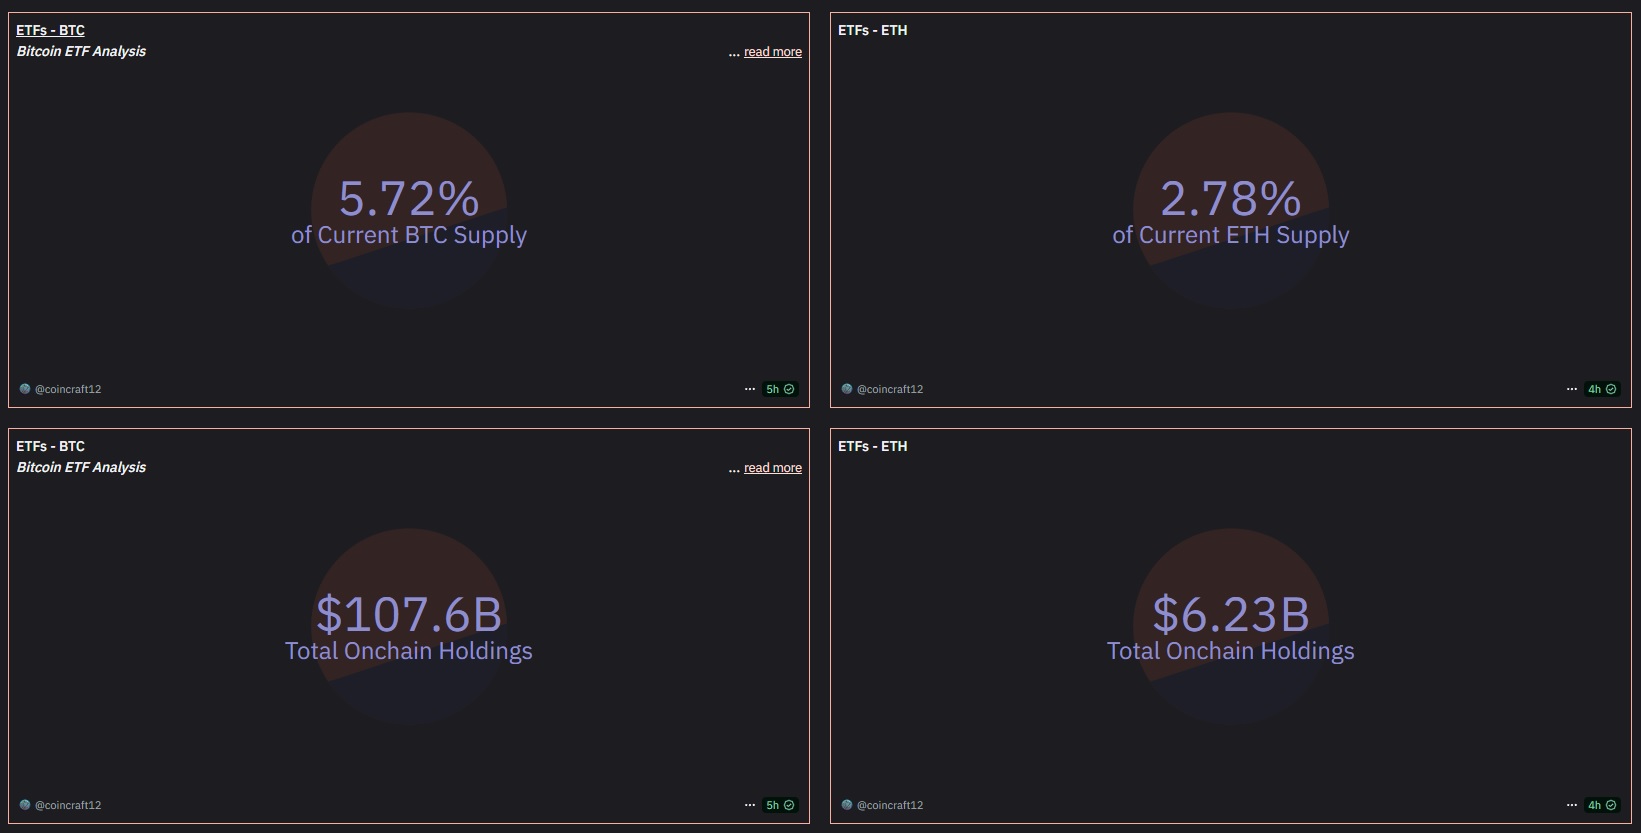 ETFs - BTC
Bitcoin ETF Analysis
... read more
5.72%
of Current BTC Supply
@coincraft12
... 5h
ETFs - ETH
2.78%
of Current ETH Supply
@coincraft12
... 4h
ETFs - BTC
Bitcoin ETF Analysis
... read more
$107.6B
Total Onchain Holdings
@coincraft12
... 5h
ETFs - ETH
$6.23B
Total Onchain Holdings
@coincraft12
... 4h